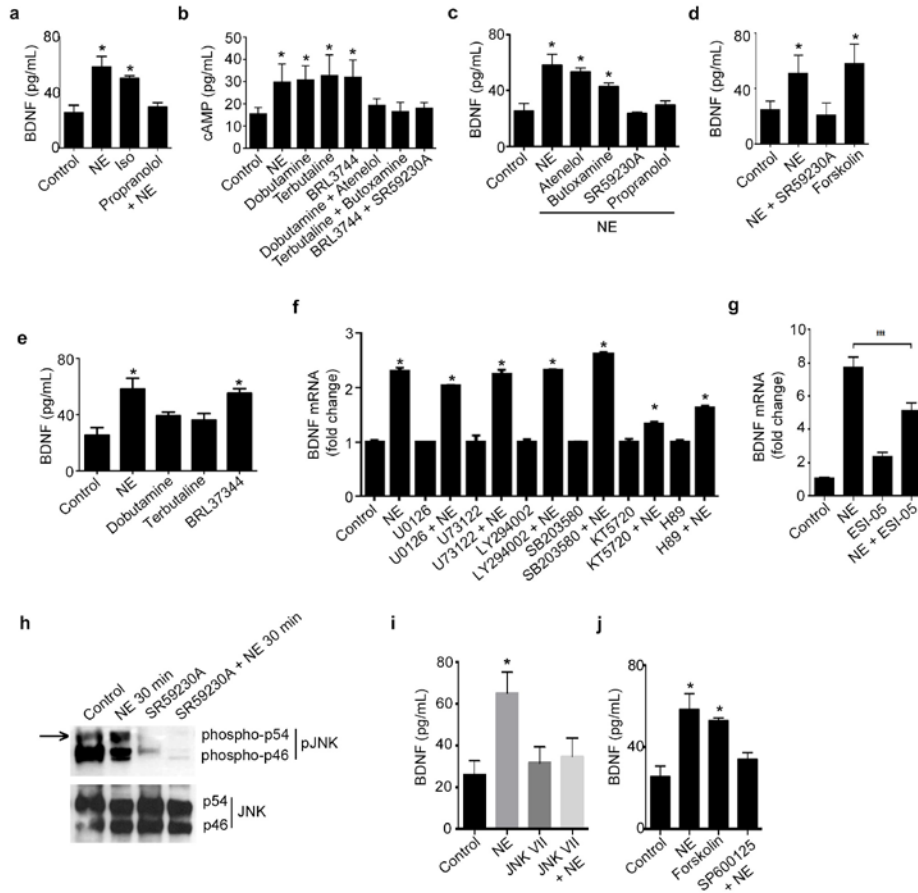 a
BDNF (pg/mL)
80
40
0
*
*
Control
NE
Iso
Propranolol
+ NE
b
cAMP (pg/mL)
50
40
30
20
10
0
*
*
*
*
Control
NE
Dobutamine
Terbutaline
BRL3744
Dobutamine + Atenelol
Terbutaline + Butoxamine
BRL3744 + SR59230A
c
BDNF (pg/mL)
80
40
0
*
*
*
Control
NE
Atenelol
Butoxamine
SR59230A
Propranolol
NE
d
BDNF (pg/mL)
80
40
0
*
*
Control
NE
NE + SR59230A
Forskolin
e
BDNF (pg/mL)
80
40
0
*
*
Control
NE
Dobutamine
Terbutaline
BRL37344
f
BDNF mRNA
(fold change)
3
2
1
0
*
*
*
*
*
*
*
Control
NE
U0126
U0126 + NE
U73122
U73122 + NE
LY294002
LY294002 + NE
SB203580
SB203580 + NE
KT5720
KT5720 + NE
H89
H89 + NE
g
BDNF mRNA
(fold change)
10
8
6
4
2
0
Control
NE
ESI-05
NE + ESI-05
h
Control
NE 30 min
SR59230A
SR59230A + NE 30 min
phospho-p54
phospho-p46
pJNK
p54
p46
JNK
i
BDNF (pg/mL)
80
60
40
20
0
*
Control
NE
JNK VII
JNK VII
+ NE
j
BDNF (pg/mL)
80
60
40
20
0
*
*
Control
NE
Forskolin
SP600125
+ NE